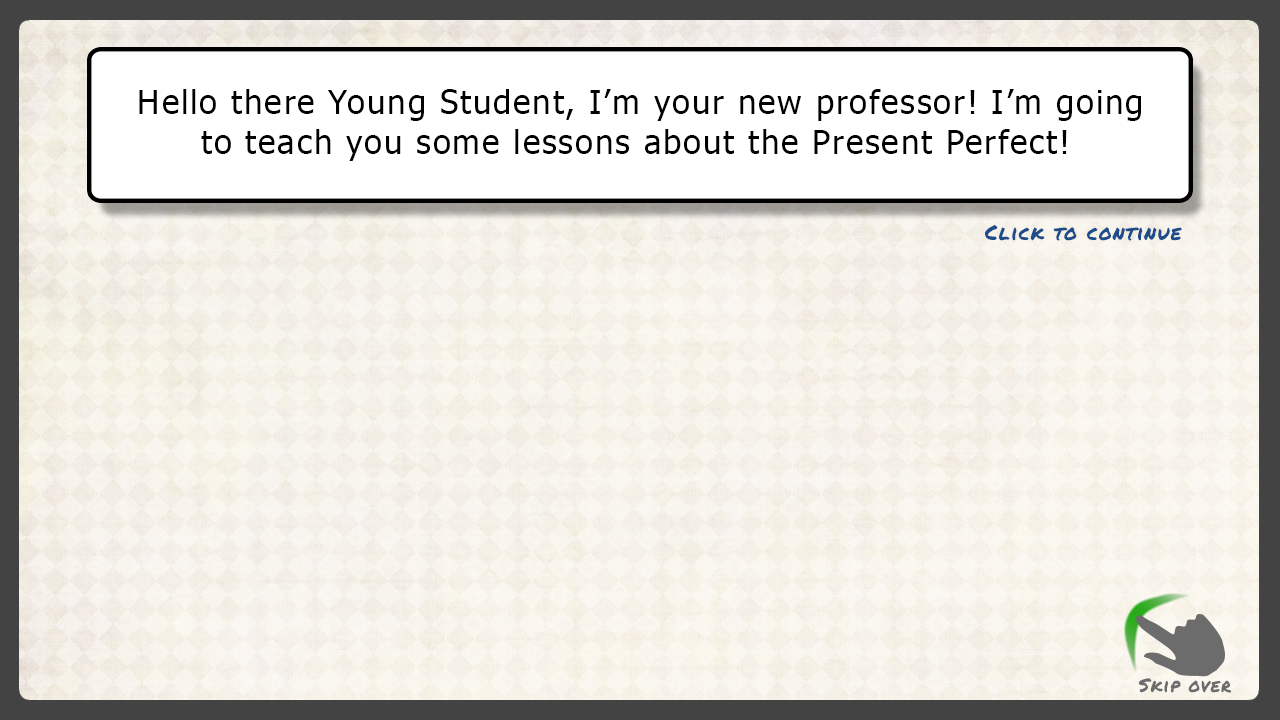 Hello there Young Student, I’m your new professor! I’m going
to teach you some lessons about the Present Perfect!
Click to continue
Skip over